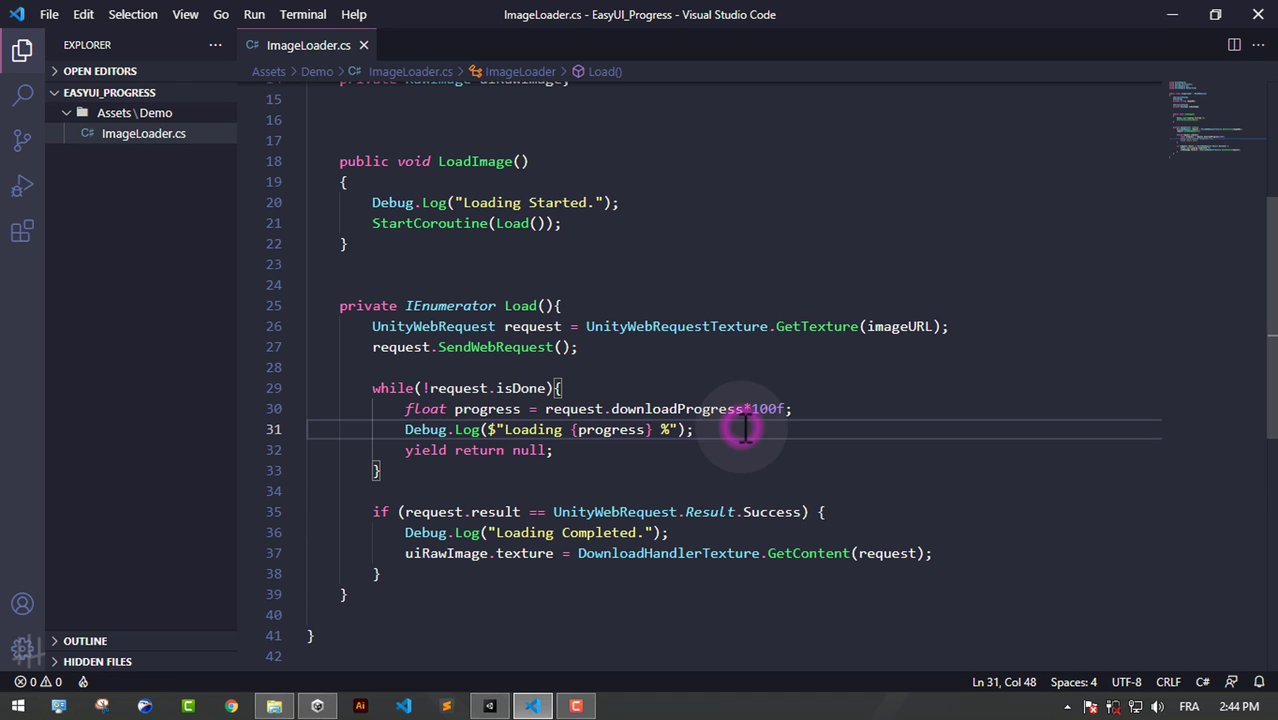 File Edit Selection View Go Run Terminal Help ImageLoader.cs - EasyUI_Progress - Visual Studio Code
EXPLORER
OPEN EDITORS
EASYUI_PROGRESS
Assets\Demo
C# ImageLoader.cs
C# ImageLoader.cs
Assets > Demo > C# ImageLoader.cs > ImageLoader > Load()
private RawImage uiRawImage;
15
16
17
18 public void LoadImage()
19 {
20 Debug.Log("Loading Started.");
21 StartCoroutine(Load());
22 }
23
24
25 private IEnumerator Load(){
26 UnityWebRequest request = UnityWebRequestTexture.GetTexture(imageURL);
27 request.SendWebRequest();
28
29 while(!request.isDone){
30 float progress = request.downloadProgress*100f;
31 Debug.Log($"Loading {progress} %");
32 yield return null;
33 }
34
35 if (request.result == UnityWebRequest.Result.Success) {
36 Debug.Log("Loading Completed.");
37 uiRawImage.texture = DownloadHandlerTexture.GetContent(request);
38 }
39 }
40
41 }
42
OUTLINE
HIDDEN FILES
0 0
Ln 31, Col 48 Spaces: 4 UTF-8 CRLF C#
Ai C S C
FRA 2:44 PM